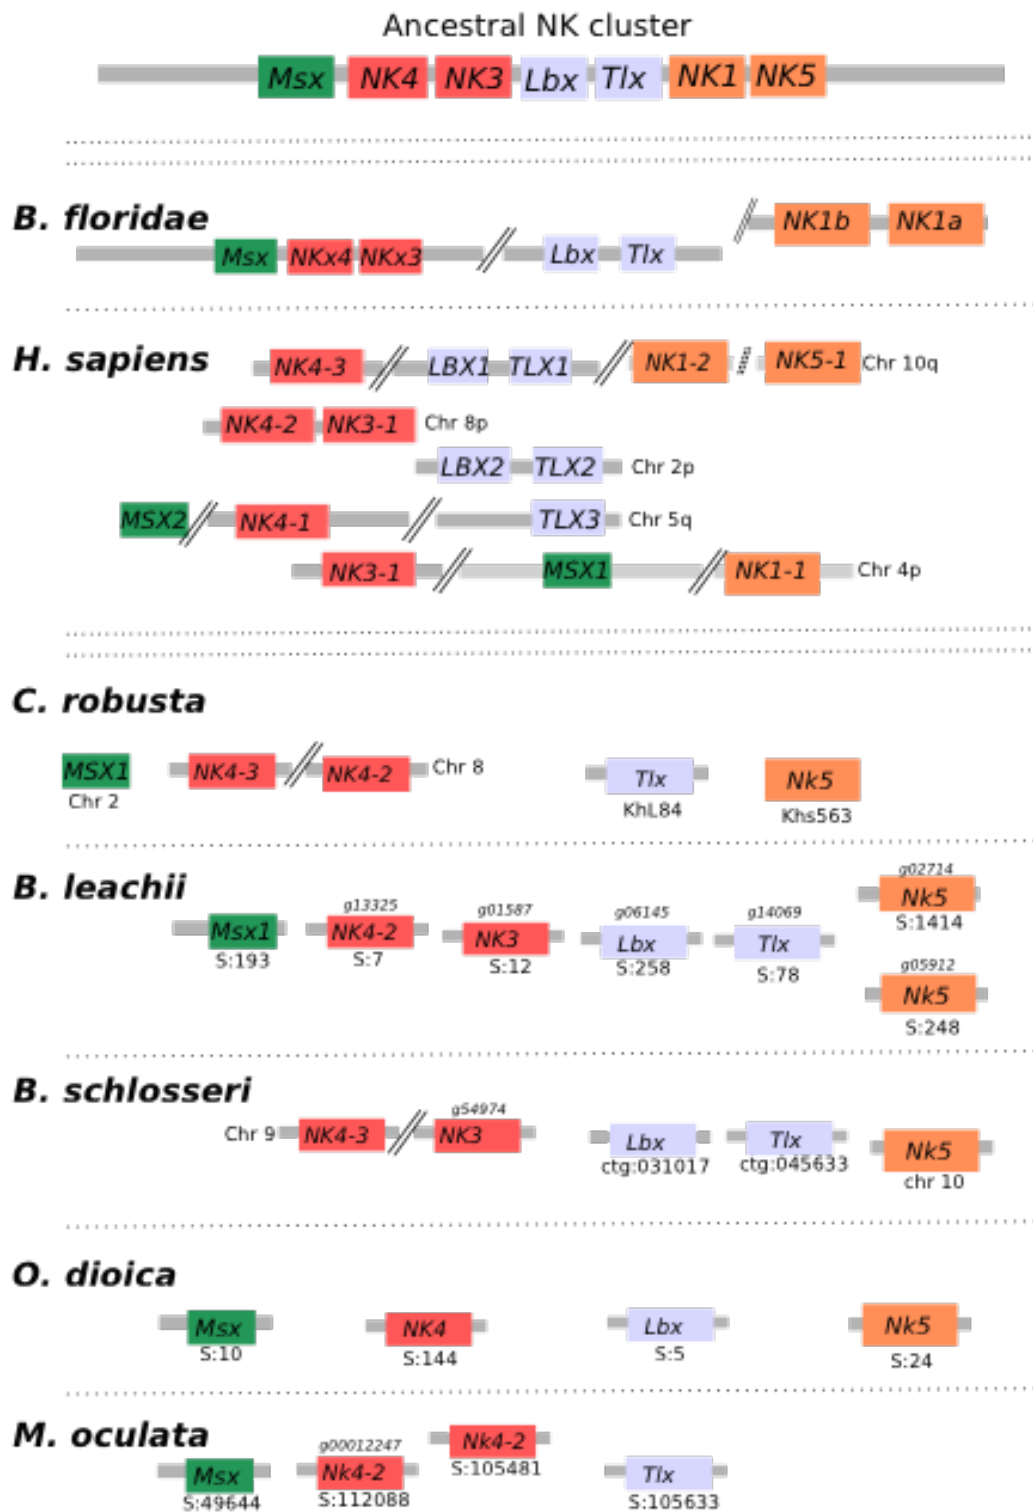 Ancestral NK cluster
Msx NK4 NK3 Lbx Tlx NK1 NK5
B. floridae
NK1b NK1a
Msx NKx4 NKx3 Lbx Tlx
H. sapiens
NK4-3 LBX1 TLX1 NK1-2 NK5-1 Chr 10q
NK4-2 NK3-1 Chr 8p
LBX2 TLX2 Chr 2p
MSX2 NK4-1 TLX3 Chr 5q
NK3-1 MSX1 NK1-1 Chr 4p
C. robusta
MSX1 NK4-3 NK4-2 Chr 8 Tlx Nk5
Chr 2 KhL84 Khs563
B. leachii
g02714
Nk5
S:1414
g13325 g01587 g06145 g14069
Msx1 NK4-2 NK3 Lbx Tlx
S:193 S:7 S:12 S:258 S:78
g05912
Nk5
S:248
B. schlosseri
g54974
Chr 9 NK4-3 NK3 Lbx Tlx Nk5
ctg:031017 ctg:045633 chr 10
O. dioica
Msx NK4 Lbx Nk5
S:10 S:144 S:5 S:24
M. oculata
Nk4-2
S:105481
g00012247
Msx Nk4-2 Tlx
S:49644 S:112088 S:105633